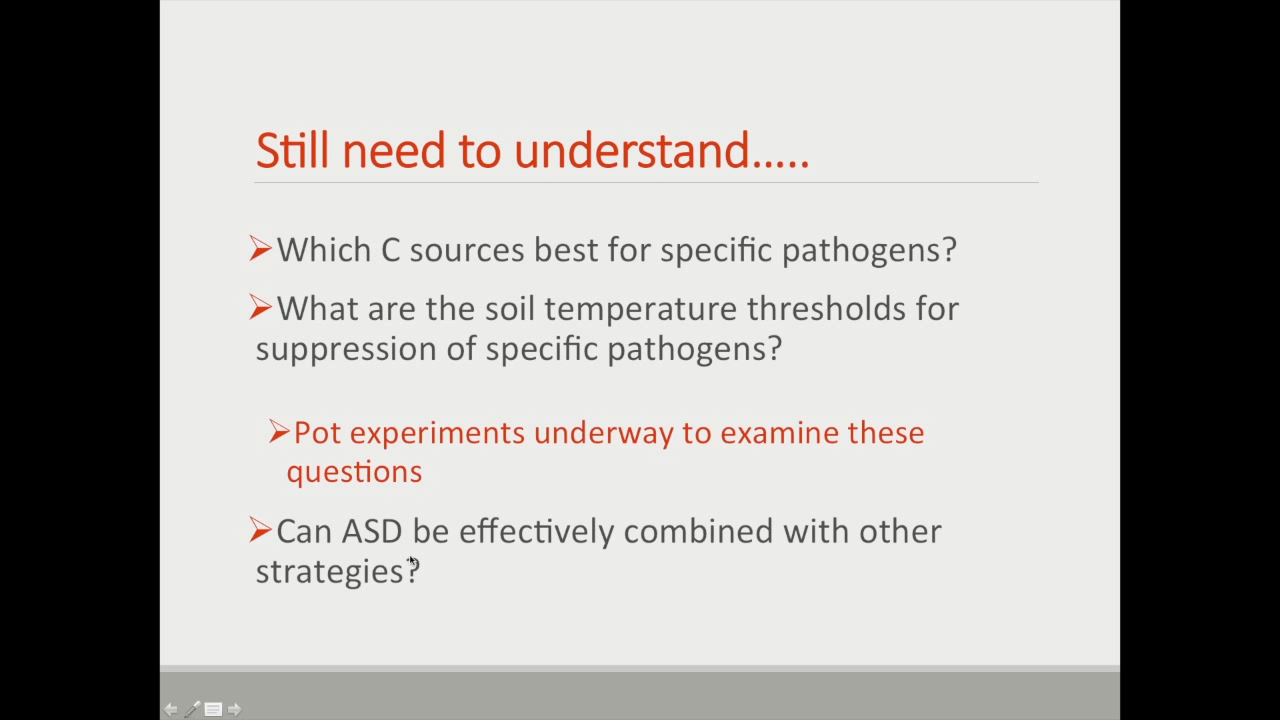 Still need to understand…..
➢Which C sources best for specific pathogens?
➢What are the soil temperature thresholds for
suppression of specific pathogens?
➢Pot experiments underway to examine these
questions
➢Can ASD be effectively combined with other
strategies?